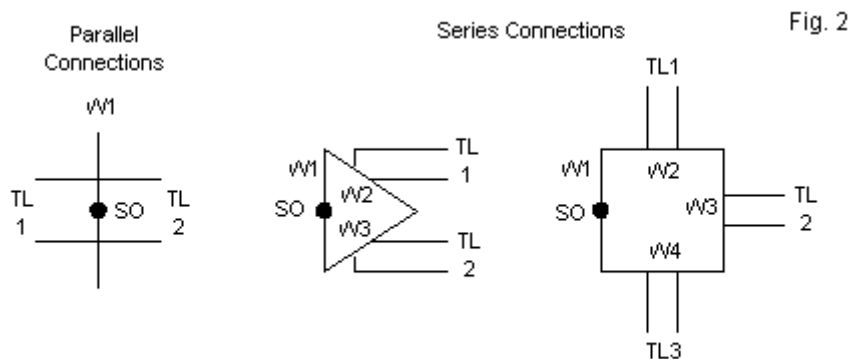 Fig. 2
Parallel
Connections
Series Connections
W1
TL
1
SO
TL
2
W1
W2
SO
W3
TL
1
TL
2
TL1
W1
W2
SO
W3
W4
TL
2
TL3